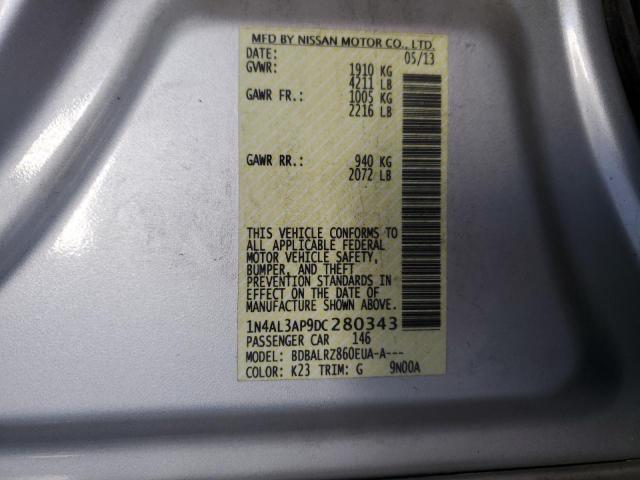 MFD BY NISSAN MOTOR CO., LTD.
DATE: 05/13
GVWR: 1910 KG
4211 LB
GAWR FR: 1005 KG
2216 LB
GAWR RR.: 940 KG
2072 LB
THIS VEHICLE CONFORMS TO
ALL APPLICABLE FEDERAL
MOTOR VEHICLE SAFETY,
BUMPER, AND THEFT
PREVENTION STANDARDS IN
EFFECT ON THE DATE OF
MANUFACTURE SHOWN ABOVE.
1N4AL3AP9DC280343
PASSENGER CAR 146
MODEL: BDBALRZ860EUA-A---
COLOR: K23 TRIM: G 9N00A